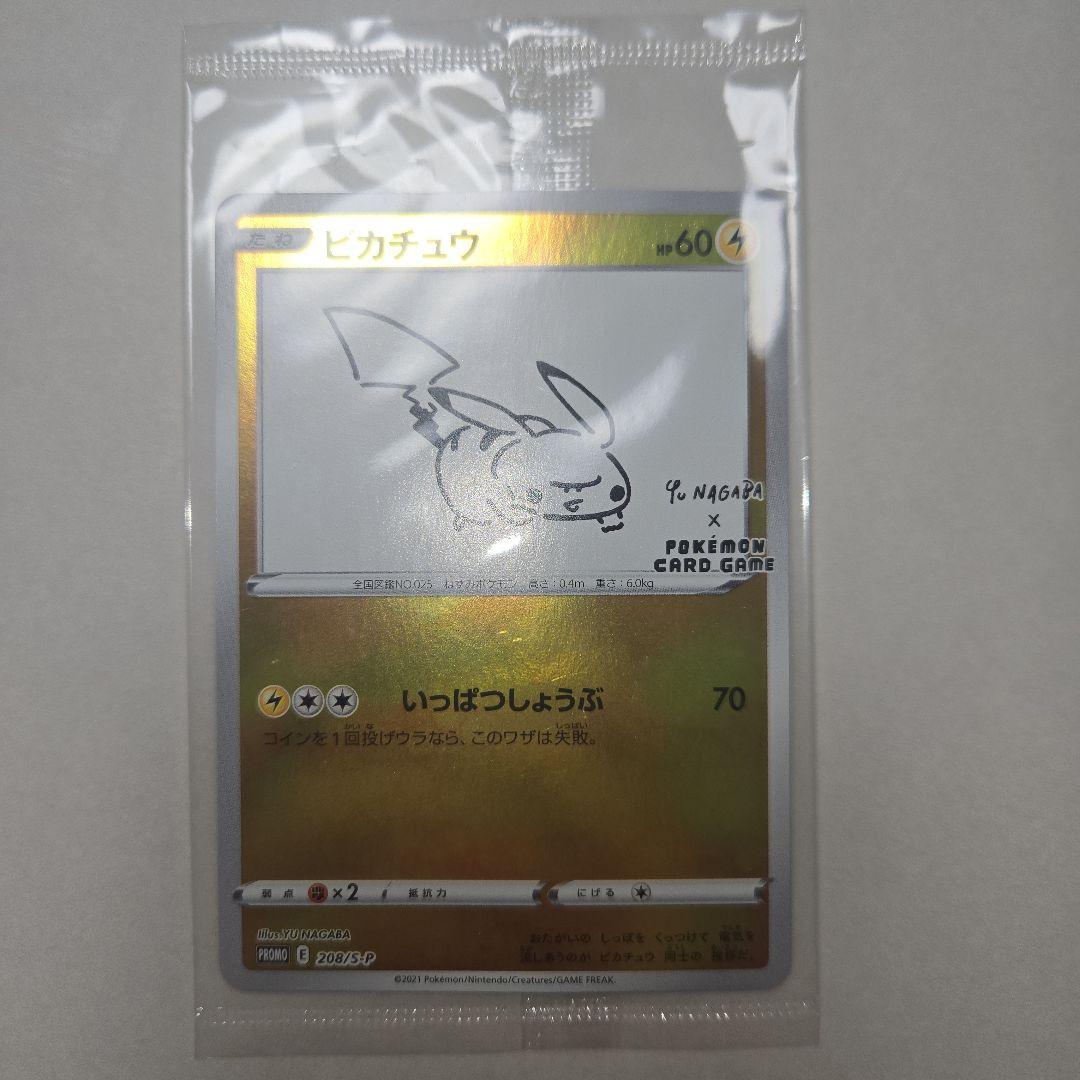 たね ピカチュウ HP60
YU NAGABA
×
POKÉMON
CARD GAME
全国図鑑NO.025 ねずみポケモン 高さ:0.4m 重さ:6.0kg
いっぱつしょうぶ 70
コインを1回投げウラなら、このワザは失敗。
弱点 ×2 抵抗力 にげる
illus.YU NAGABA
PROMO E 208/S-P
おたがいの しっぽを くっつけて 電気を
流しあうのが ピカチュウ 同士の 挨拶だ。
©2021 Pokémon/Nintendo/Creatures/GAME FREAK.